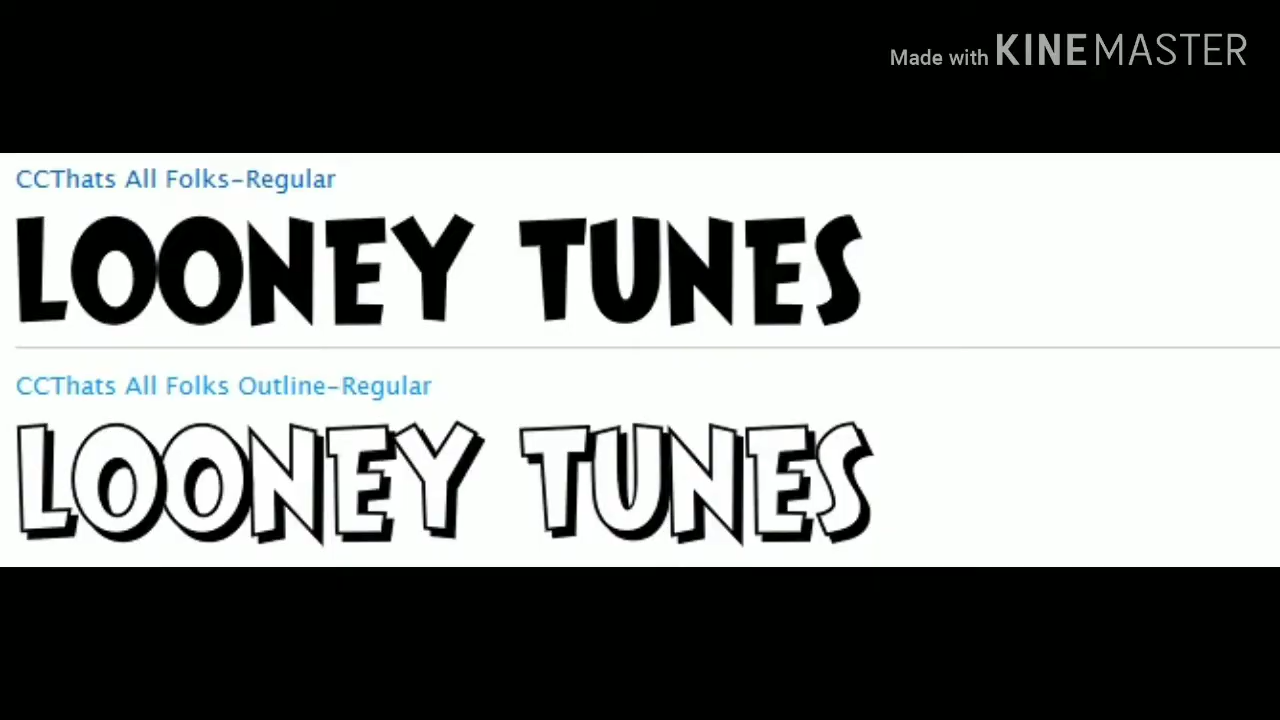 Made with KINEMASTER
CCThats All Folks-Regular
LOONEY TUNES
CCThats All Folks Outline-Regular
LOONEY TUNES